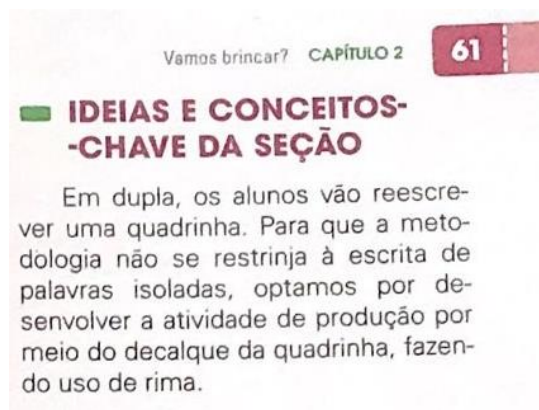 Vamos brincar? CAPÍTULO 2 61
IDEIAS E CONCEITOS-
-CHAVE DA SEÇÃO
Em dupla, os alunos vão reescre-
ver uma quadrinha. Para que a meto-
dologia não se restrinja à escrita de
palavras isoladas, optamos por de-
senvolver a atividade de produção por
meio do decalque da quadrinha, fazen-
do uso de rima.